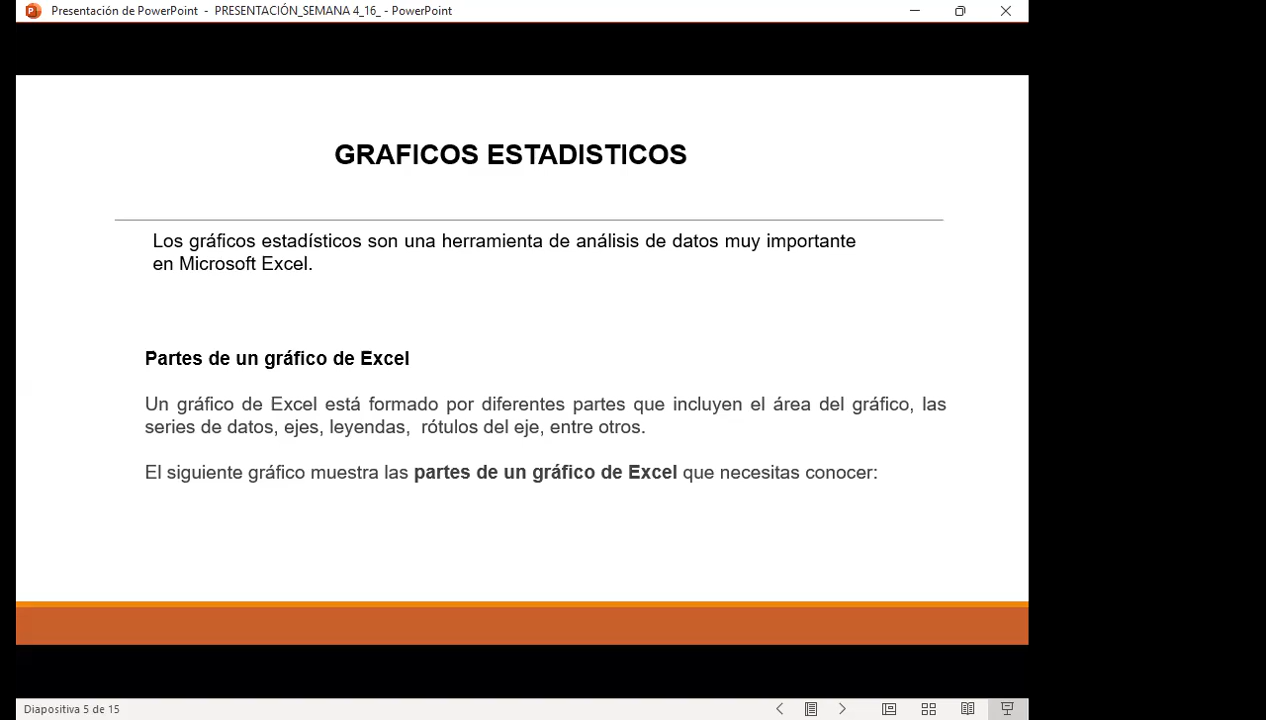 Presentación de PowerPoint - PRESENTACIÓN_SEMANA 4_16_ - PowerPoint
GRAFICOS ESTADISTICOS
Los gráficos estadísticos son una herramienta de análisis de datos muy importante
en Microsoft Excel.
Partes de un gráfico de Excel
Un gráfico de Excel está formado por diferentes partes que incluyen el área del gráfico, las
series de datos, ejes, leyendas, rótulos del eje, entre otros.
El siguiente gráfico muestra las partes de un gráfico de Excel que necesitas conocer:
Diapositiva 5 de 15